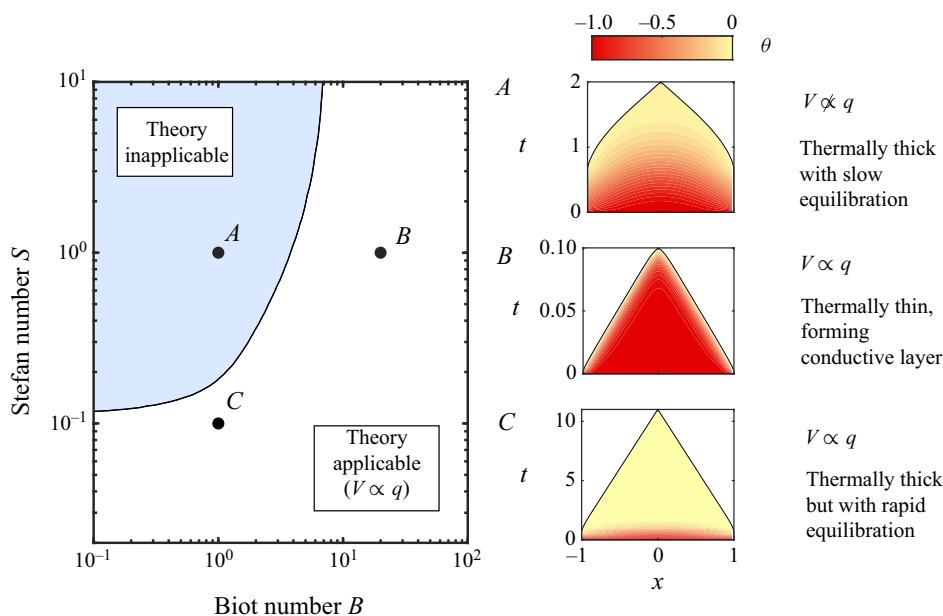 −1.0 −0.5 0
θ
10¹
10⁰
10⁻¹
Stefan number S
Theory
inapplicable
A
B
C
Theory
applicable
(V ∝ q)
10⁻¹ 10⁰ 10¹ 10²
Biot number B
A
2
t 1
0
V ∝̸ q
Thermally thick
with slow
equilibration
B
0.10
t 0.05
0
V ∝ q
Thermally thin,
forming
conductive layer
C
10
t 5
0
−1 0 1
x
V ∝ q
Thermally thick
but with rapid
equilibration